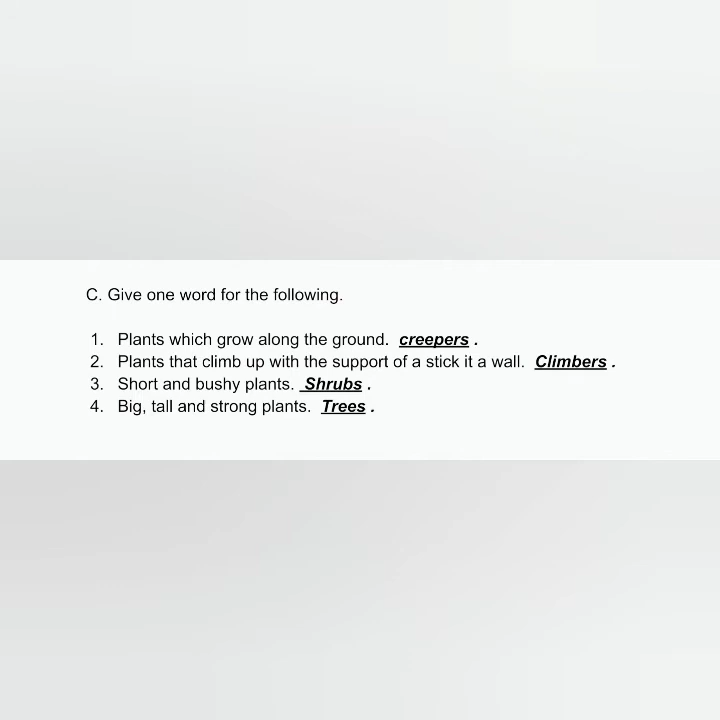 C. Give one word for the following.
1. Plants which grow along the ground. creepers .
2. Plants that climb up with the support of a stick it a wall. Climbers .
3. Short and bushy plants. Shrubs .
4. Big, tall and strong plants. Trees .